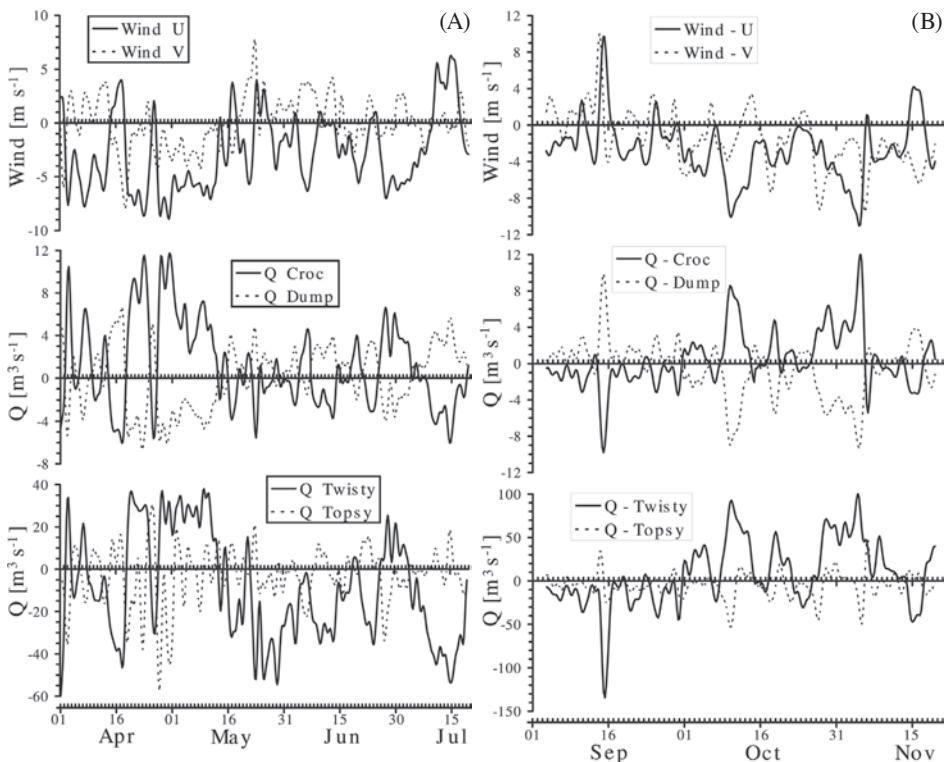 (A)
Wind U
Wind V
Wind [m s-1]
10
5
0
-5
-10
Q Croc
Q Dump
Q [m³ s-1]
12
8
4
0
-4
-8
Q Twisty
Q Topsy
Q [m³ s-1]
40
20
0
-20
-40
-60
01 16 01 16 31 15 30 15
Apr May Jun Jul
(B)
Wind - U
Wind - V
Wind [m s-1]
12
8
4
0
-4
-8
-12
Q - Croc
Q - Dump
Q [m³ s-1]
12
8
4
0
-4
-8
-12
Q - Twisty
Q - Topsy
Q [m³ s-1]
100
50
0
-50
-100
-150
01 16 01 16 31 15
Sep Oct Nov